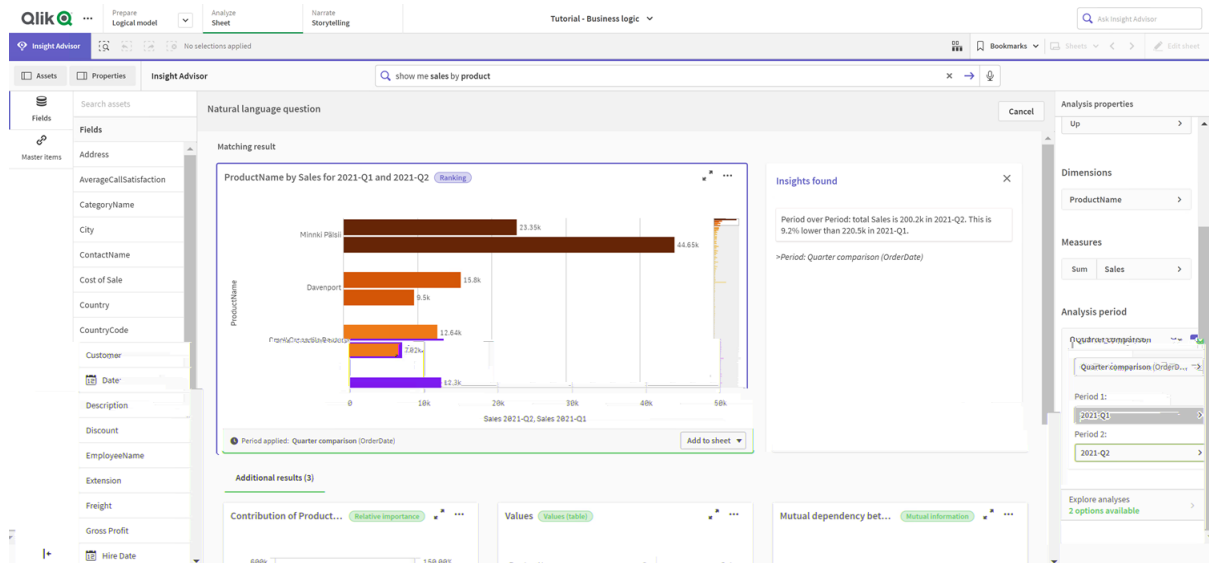 Qlik
Prepare
Logical model
Analyze
Sheet
Narrate
Storytelling
Tutorial - Business logic
Ask Insight Advisor
Insight Advisor
No selections applied
Bookmarks
Sheets
Edit sheet
Assets
Properties
Insight Advisor
show me sales by product
Fields
Master items
Search assets
Fields
Address
AverageCallSatisfaction
CategoryName
City
ContactName
Cost of Sale
Country
CountryCode
Customer
Date
Description
Discount
EmployeeName
Extension
Freight
Gross Profit
Hire Date
Natural language question
Cancel
Matching result
ProductName by Sales for 2021-Q1 and 2021-Q2
Ranking
ProductName
Minnki Pälsii
23.35k
44.65k
Davenport
15.8k
9.5k
12.64k
7.02k
12.3k
0
10k
20k
30k
40k
50k
Sales 2021-Q2, Sales 2021-Q1
Period applied: Quarter comparison (OrderDate)
Add to sheet
Insights found
Period over Period: total Sales is 200.2k in 2021-Q2. This is
9.2% lower than 220.5k in 2021-Q1.
>Period: Quarter comparison (OrderDate)
Additional results (3)
Contribution of Product...
Relative importance
Values
Values (table)
Mutual dependency bet...
Mutual information
600k
150.00%
Analysis properties
Up
Dimensions
ProductName
Measures
Sum
Sales
Analysis period
Quarter comparison (OrderD...
Period 1:
2021-Q1
Period 2:
2021-Q2
Explore analyses
2 options available